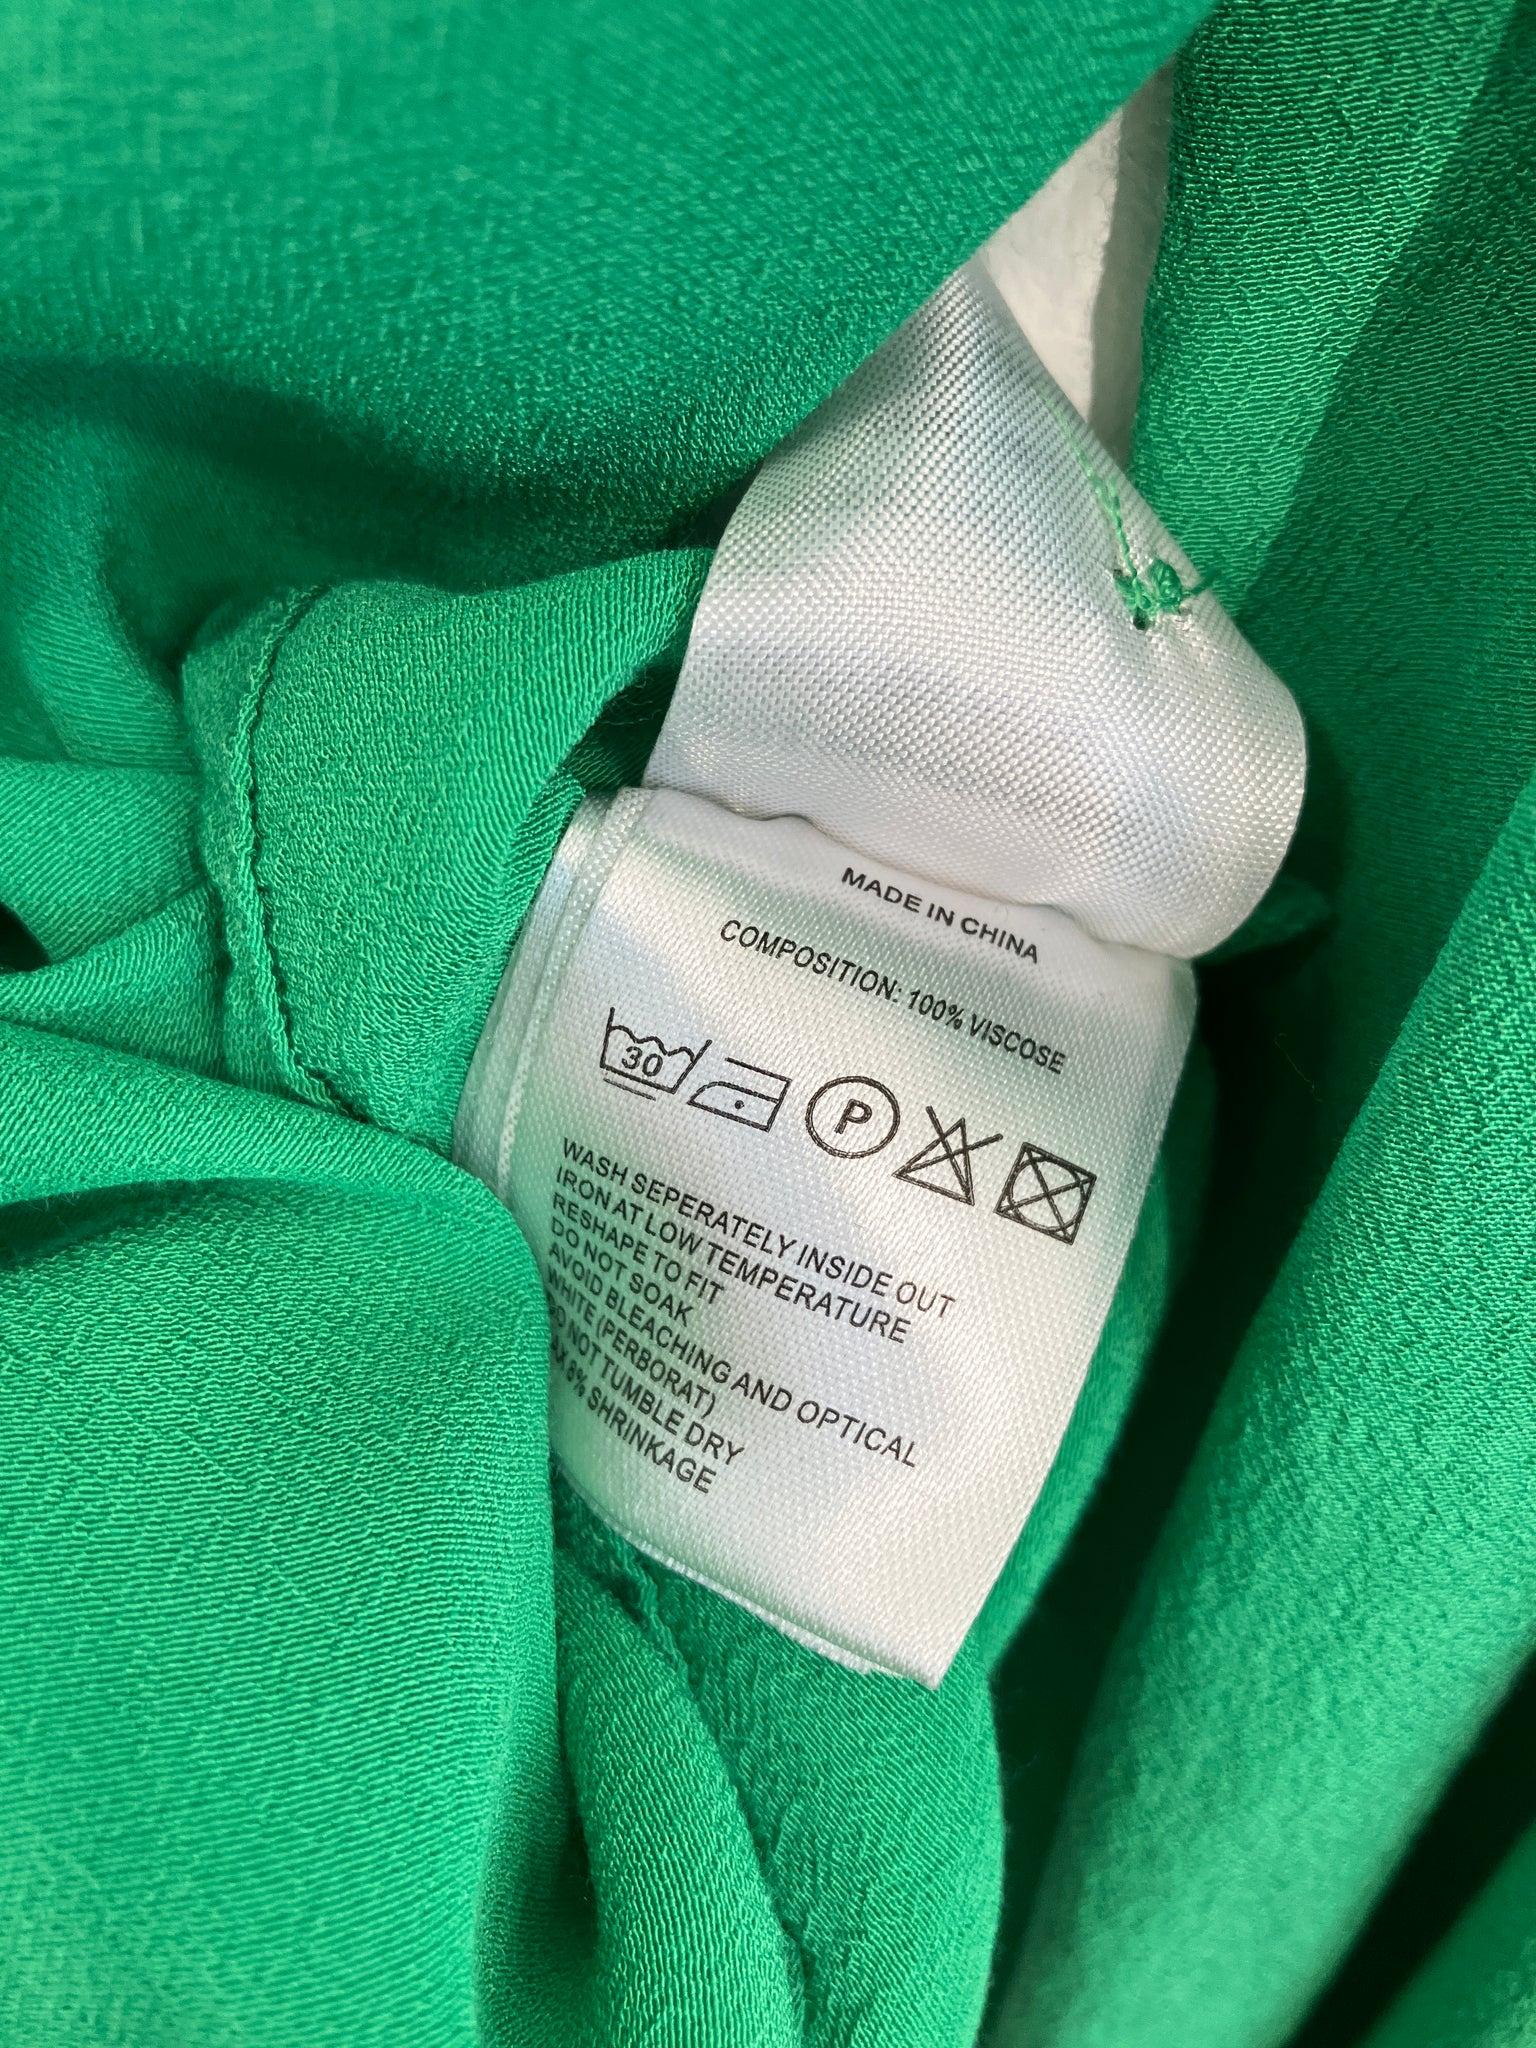 MADE IN CHINA
COMPOSITION: 100% VISCOSE
30
P
WASH SEPERATELY INSIDE OUT
IRON AT LOW TEMPERATURE
RESHAPE TO FIT
DO NOT SOAK
AVOID BLEACHING AND OPTICAL
WHITE (PERBORAT)
DO NOT TUMBLE DRY
SHRINKAGE